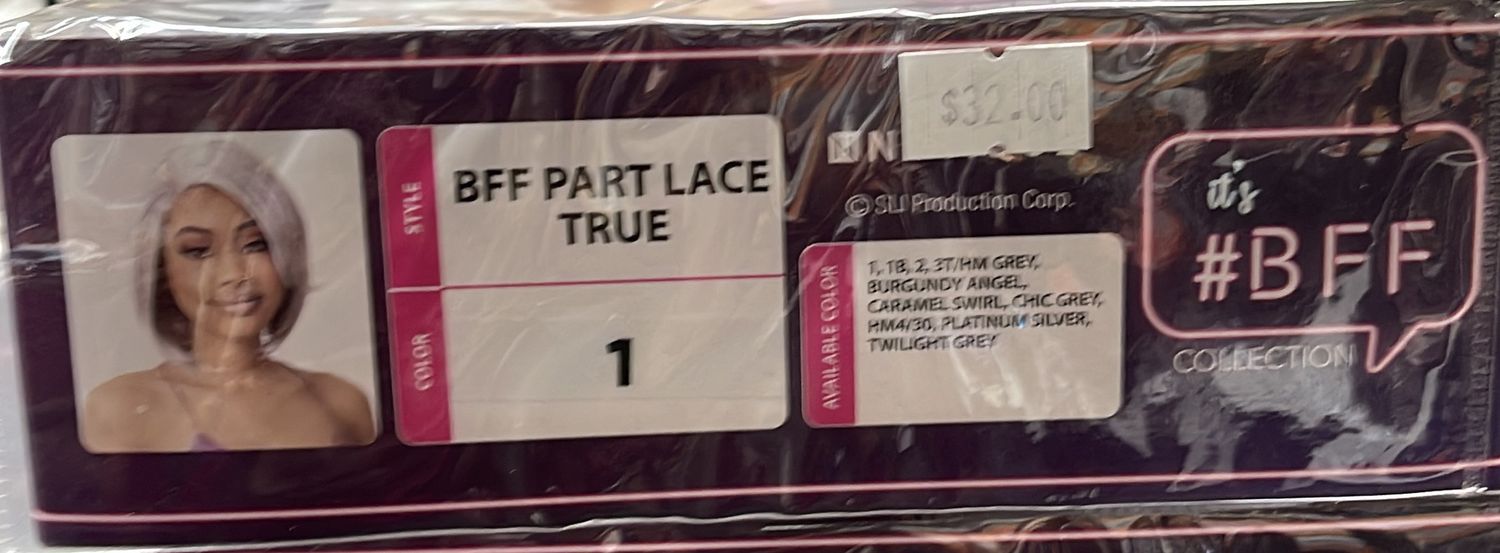 STYLE
BFF PART LACE
TRUE
COLOR
1
$32.00
N
© SLI Production Corp.
AVAILABLE COLOR
1, 1B, 2, 3T/HM GREY,
BURGUNDY ANGEL,
CARAMEL SWIRL, CHIC GREY,
HM4/30, PLATINUM SILVER,
TWILIGHT GREY
it's
#BFF
COLLECTION